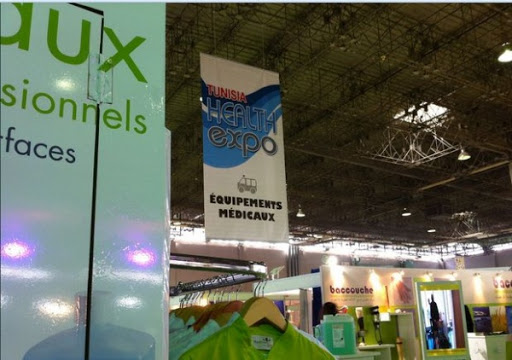 aux
sionnels
rfaces
TUNISIA
HEALTH
expo
ÉQUIPEMENTS
MÉDICAUX
baccouche